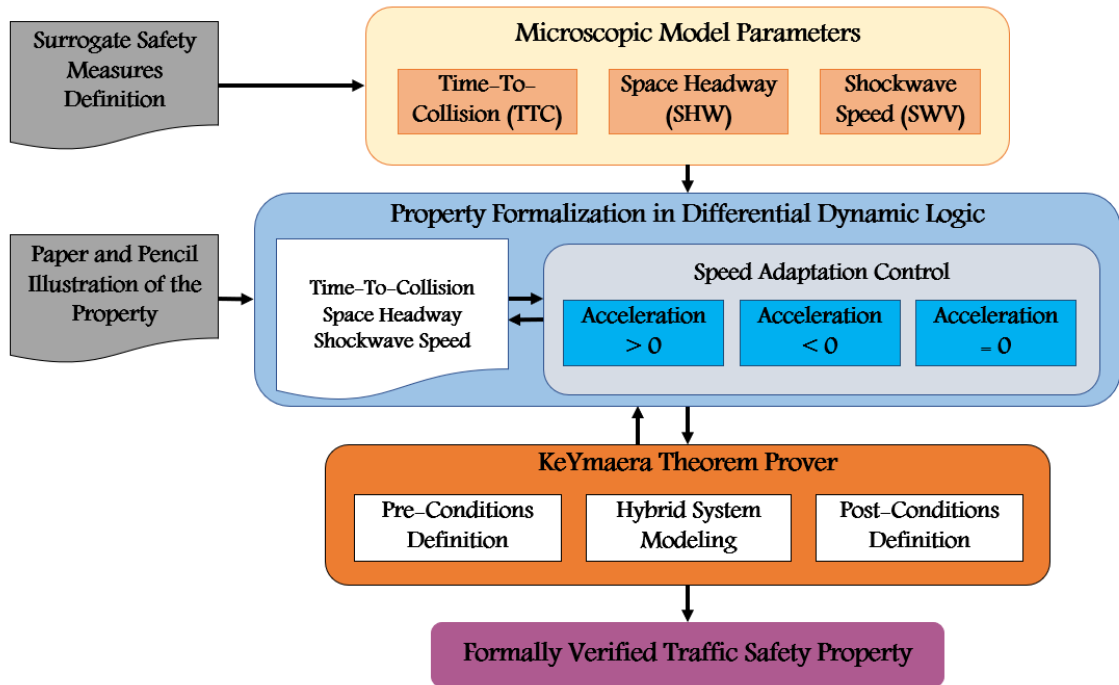 Surrogate Safety
Measures
Definition
Microscopic Model Parameters
Time-To-
Collision (TTC)
Space Headway
(SHW)
Shockwave
Speed (SWV)
Property Formalization in Differential Dynamic Logic
Paper and Pencil
Illustration of the
Property
Time-To-Collision
Space Headway
Shockwave Speed
Speed Adaptation Control
Acceleration
> 0
Acceleration
< 0
Acceleration
= 0
KeYmaera Theorem Prover
Pre-Conditions
Definition
Hybrid System
Modeling
Post-Conditions
Definition
Formally Verified Traffic Safety Property